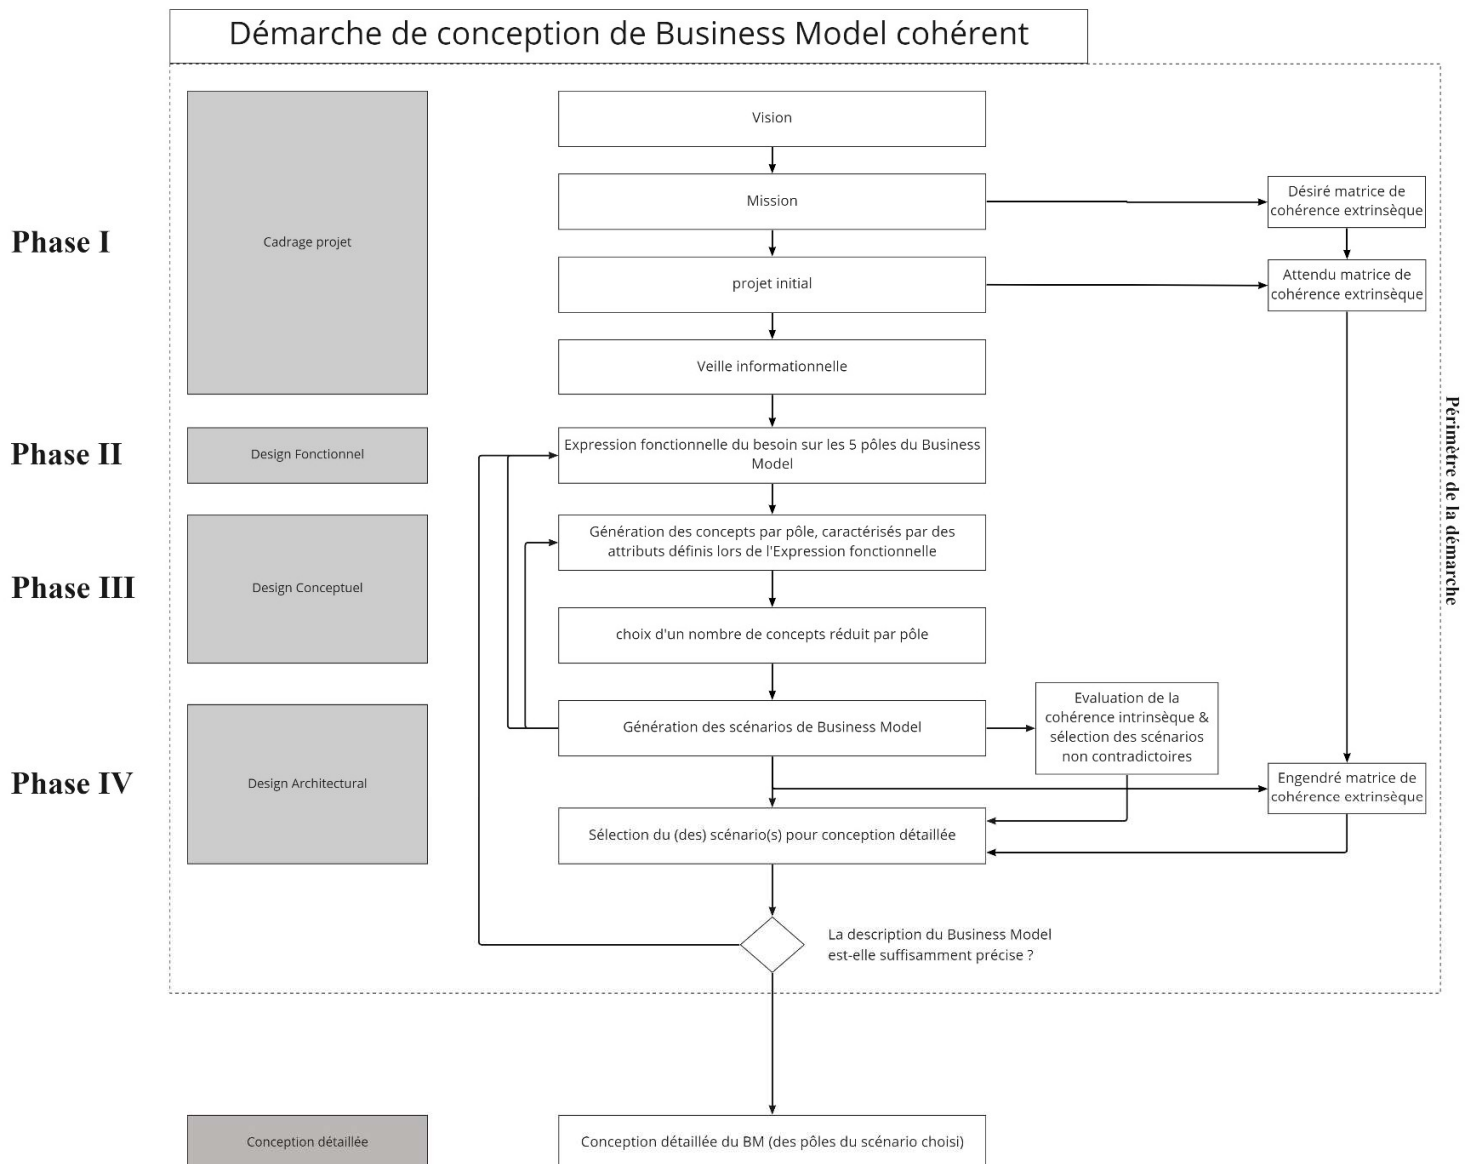 Démarche de conception de Business Model cohérent
Vision
Mission
Désiré matrice de
cohérence extrinsèque
Phase I
Cadrage projet
projet initial
Attendu matrice de
cohérence extrinsèque
Veille informationnelle
Périmètre de la démarche
Phase II
Design Fonctionnel
Expression fonctionnelle du besoin sur les 5 pôles du Business
Model
Phase III
Design Conceptuel
Génération des concepts par pôle, caractérisés par des
attributs définis lors de l'Expression fonctionnelle
choix d'un nombre de concepts réduit par pôle
Phase IV
Design Architectural
Génération des scénarios de Business Model
Evaluation de la
cohérence intrinsèque &
sélection des scénarios
non contradictoires
Engendré matrice de
cohérence extrinsèque
Sélection du (des) scénario(s) pour conception détaillée
La description du Business Model
est-elle suffisamment précise ?
Conception détaillée
Conception détaillée du BM (des pôles du scénario choisi)